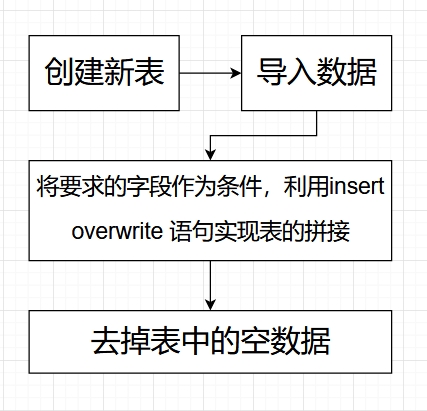 创建新表
导入数据
将要求的字段作为条件，利用insert
overwrite 语句实现表的拼接
去掉表中的空数据